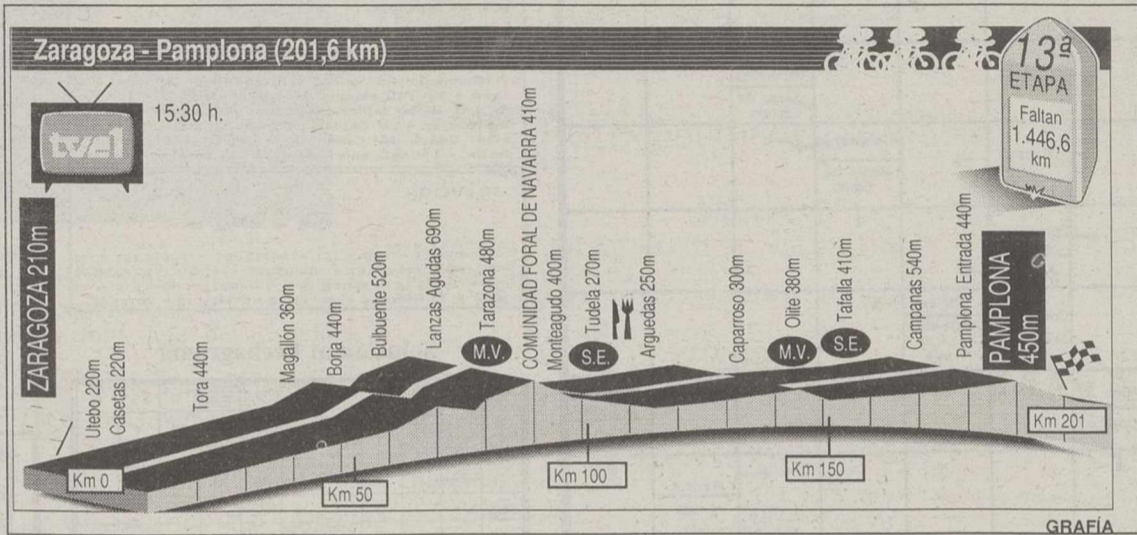 Zaragoza - Pamplona (201,6 km)
13ª
ETAPA
Faltan
1.446,6
km
tve1
15:30 h.
ZARAGOZA 210m
Utebo 220m
Casetas 220m
Tora 440m
Magallón 360m
Borja 440m
Bulbuente 520m
Lanzas Agudas 690m
M.V.
Tarazona 480m
COMUNIDAD FORAL DE NAVARRA 410m
Monteagudo 400m
S.E.
Tudela 270m
Arguedas 250m
Caparroso 300m
M.V.
Olite 380m
S.E.
Tafalla 410m
Campanas 540m
Pamplona. Entrada 440m
PAMPLONA
450m
Km 0
Km 50
Km 100
Km 150
Km 201
GRAFÍA